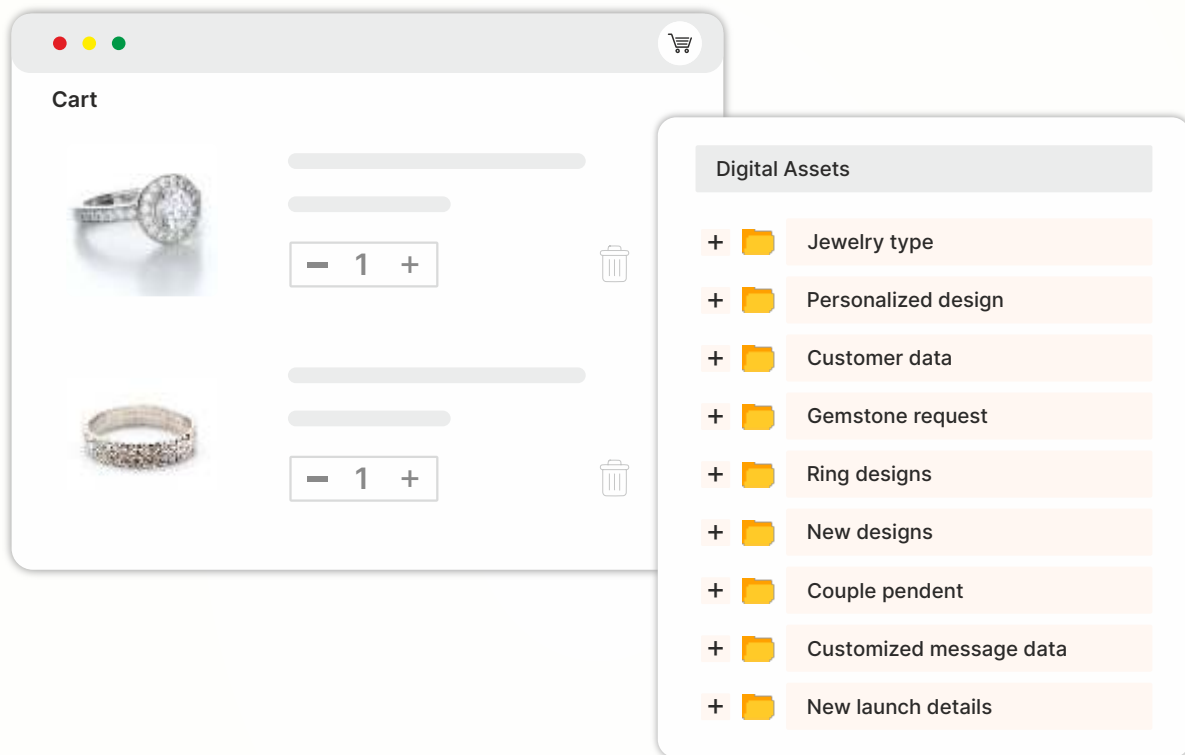 Cart
1
1
Digital Assets
Jewelry type
Personalized design
Customer data
Gemstone request
Ring designs
New designs
Couple pendent
Customized message data
New launch details